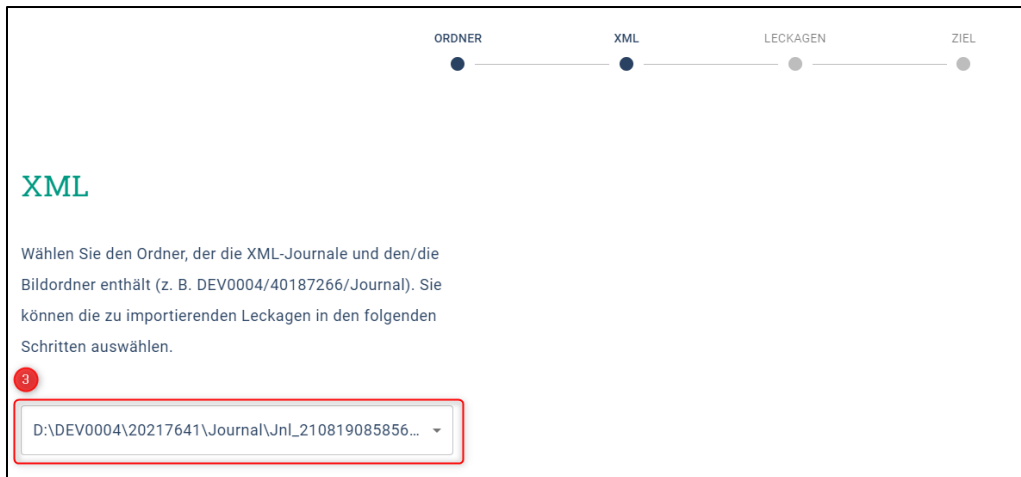 ORDNER XML LECKAGEN ZIEL
XML
Wählen Sie den Ordner, der die XML-Journale und den/die
Bildordner enthält (z. B. DEV0004/40187266/Journal). Sie
können die zu importierenden Leckagen in den folgenden
Schritten auswählen.
3
D:\DEV0004\20217641\Journal\Jnl_210819085856...